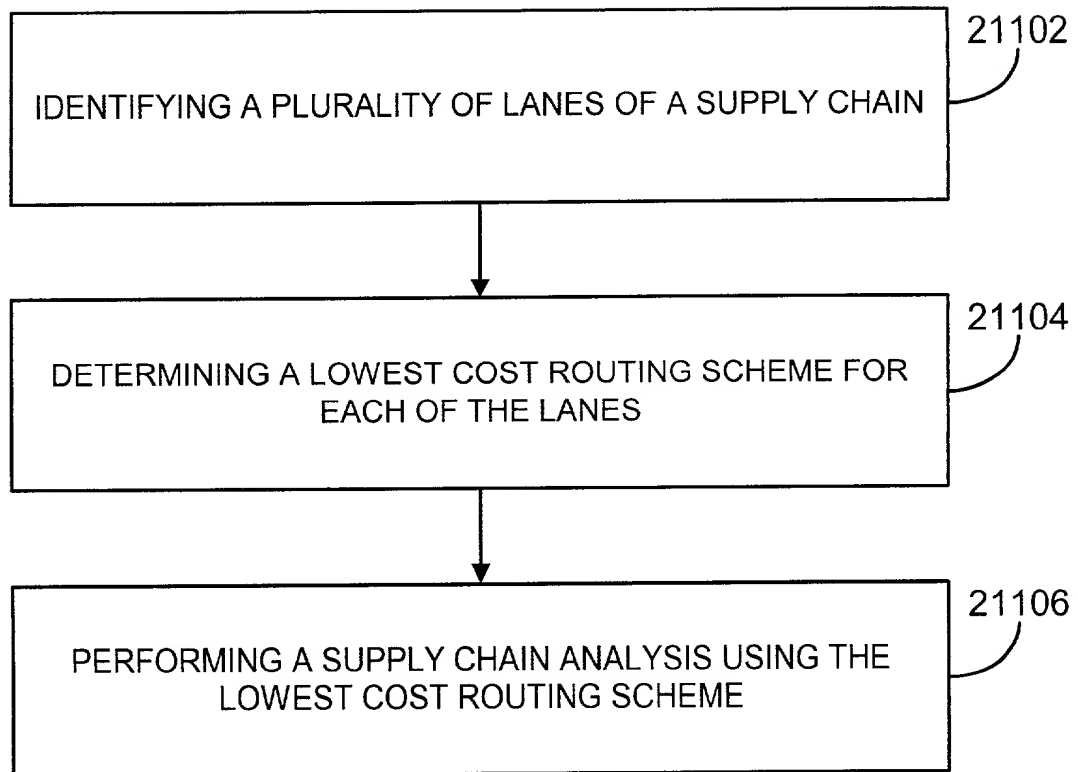 21102
IDENTIFYING A PLURALITY OF LANES OF A SUPPLY CHAIN
21104
DETERMINING A LOWEST COST ROUTING SCHEME FOR
EACH OF THE LANES
21106
PERFORMING A SUPPLY CHAIN ANALYSIS USING THE
LOWEST COST ROUTING SCHEME